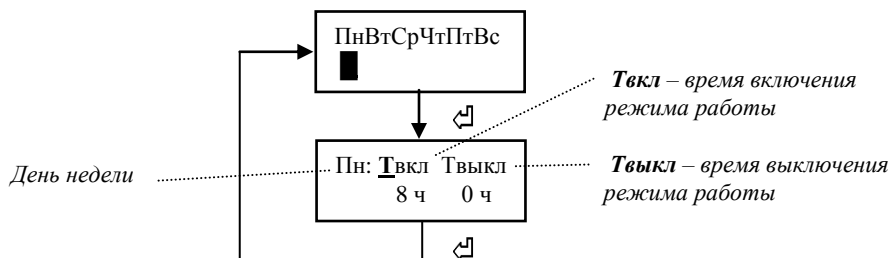 ПнВтСрЧтПтВс
Твкл – время включения
режима работы
День недели
Пн: Твкл Твыкл
8 ч 0 ч
Твыкл – время выключения
режима работы